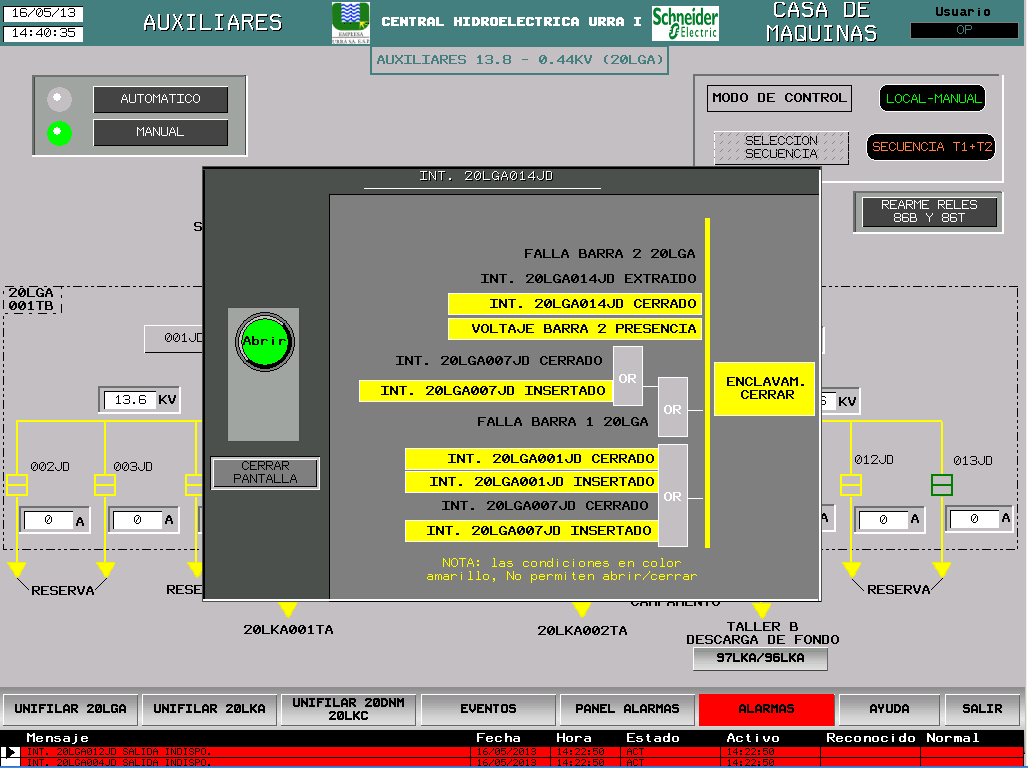 16/05/13
14:40:35
AUXILIARES
EMPRESA
URRA S.A. E.S.P.
CENTRAL HIDROELECTRICA URRA I
Schneider
Electric
CASA DE
MAQUINAS
Usuario
OP
AUXILIARES 13.8 - 0.44KV (20LGA)
AUTOMATICO
MANUAL
MODO DE CONTROL
LOCAL-MANUAL
SELECCION
SECUENCIA
SECUENCIA T1+T2
REARME RELES
86B Y 86T
INT. 20LGA014JD
S
FALLA BARRA 2 20LGA
INT. 20LGA014JD EXTRAIDO
INT. 20LGA014JD CERRADO
VOLTAJE BARRA 2 PRESENCIA
INT. 20LGA007JD CERRADO
OR
INT. 20LGA007JD INSERTADO
OR
FALLA BARRA 1 20LGA
INT. 20LGA001JD CERRADO
INT. 20LGA001JD INSERTADO
OR
INT. 20LGA007JD CERRADO
INT. 20LGA007JD INSERTADO
NOTA: las condiciones en color
amarillo, No permiten abrir/cerrar
ENCLAVAM.
CERRAR
Abrir
CERRAR
PANTALLA
20LGA
001TB
001JD
13.6 KV
KV
002JD
003JD
012JD
013JD
0 A
0 A
A
0 A
0 A
RESERVA
RESE
CAMPAMENTO
RESERVA
20LKA001TA
20LKA002TA
TALLER B
DESCARGA DE FONDO
97LKA/96LKA
UNIFILAR 20LGA
UNIFILAR 20LKA
UNIFILAR 20DNM
20LKC
EVENTOS
PANEL ALARMAS
ALARMAS
AYUDA
SALIR
Mensaje Fecha Hora Estado Activo Reconocido Normal
INT. 20LGA012JD SALIDA INDISPO. 16/05/2013 14:22:50 ACT 14:22:50
INT. 20LGA004JD SALIDA INDISPO. 16/05/2013 14:22:50 ACT 14:22:50